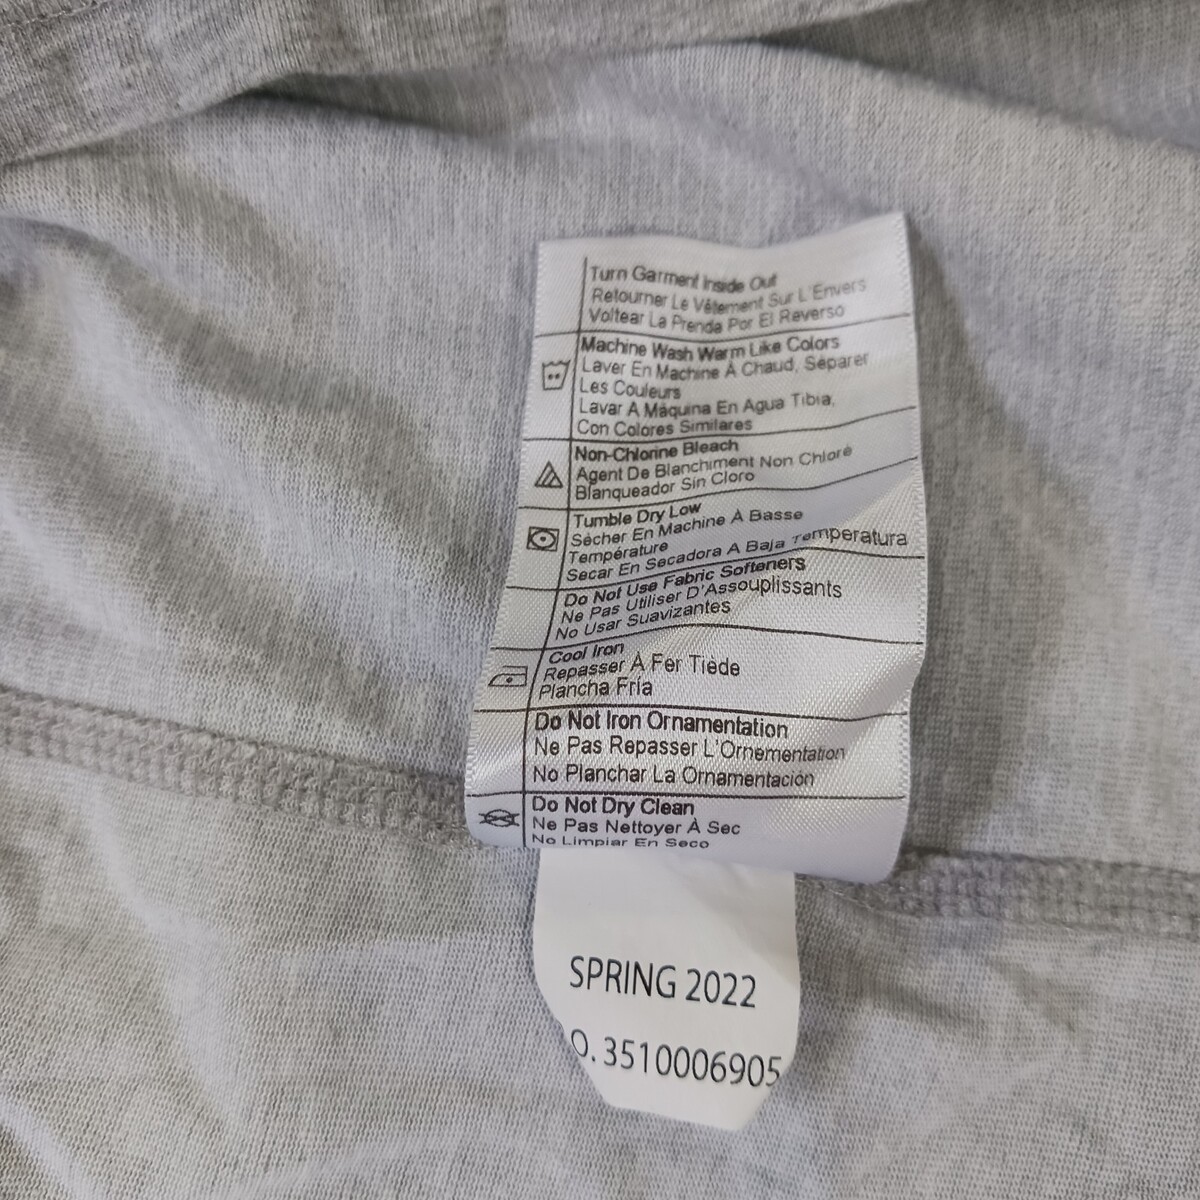 Turn Garment Inside Out
Retourner Le Vêtement Sur L'Envers
Voltear La Prenda Por El Reverso
Machine Wash Warm Like Colors
Laver En Machine À Chaud, Séparer
Les Couleurs
Lavar A Máquina En Agua Tibia,
Con Colores Similares
Non-Chlorine Bleach
Agent De Blanchiment Non Chloré
Blanqueador Sin Cloro
Tumble Dry Low
Sécher En Machine À Basse
Température
Secar En Secadora A Baja Temperatura
Do Not Use Fabric Softeners
Ne Pas Utiliser D'Assouplissants
No Usar Suavizantes
Cool Iron
Repasser À Fer Tiède
Plancha Fría
Do Not Iron Ornamentation
Ne Pas Repasser L'Ornementation
No Planchar La Ornamentación
Do Not Dry Clean
Ne Pas Nettoyer À Sec
No Limpiar En Seco
SPRING 2022
O. 3510006905